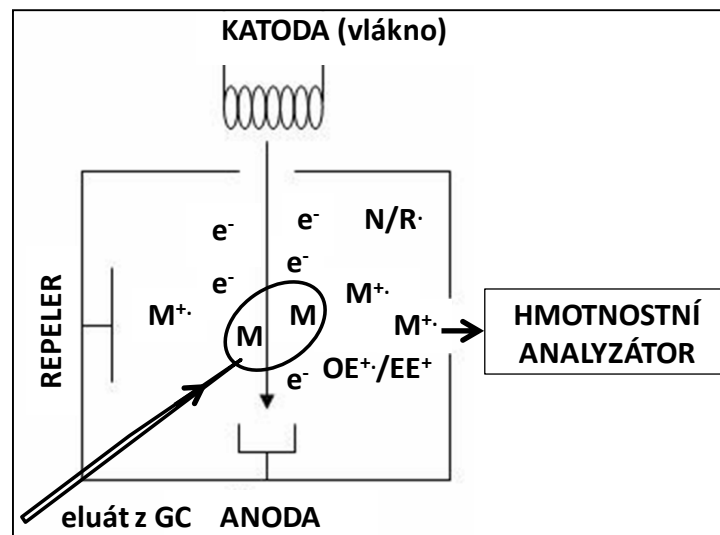 KATODA (vlákno)
e⁻ e⁻ N/R·
e⁻ e⁻
REPELER
M⁺· M M M⁺·
M⁺·
HMOTNOSTNÍ
ANALYZÁTOR
e⁻ OE⁺·/EE⁺
eluát z GC ANODA